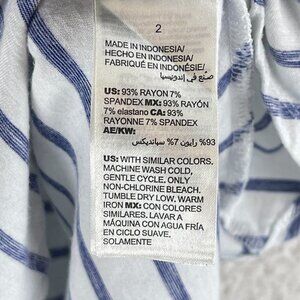 2
MADE IN INDONESIA/
HECHO EN INDONESIA/
FABRIQUÉ EN INDONÉSIE/
صنع في إندونيسيا
US: 93% RAYON 7%
SPANDEX MX: 93% RAYÓN
7% elastano CA: 93%
RAYONNE 7% SPANDEX
AE/KW:
93% رايون 7% سباندكس
US: WITH SIMILAR COLORS.
MACHINE WASH COLD,
GENTLE CYCLE. ONLY
NON-CHLORINE BLEACH.
TUMBLE DRY LOW. WARM
IRON MX: CON COLORES
SIMILARES. LAVAR A
MÁQUINA CON AGUA FRÍA
EN CICLO SUAVE.
SOLAMENTE